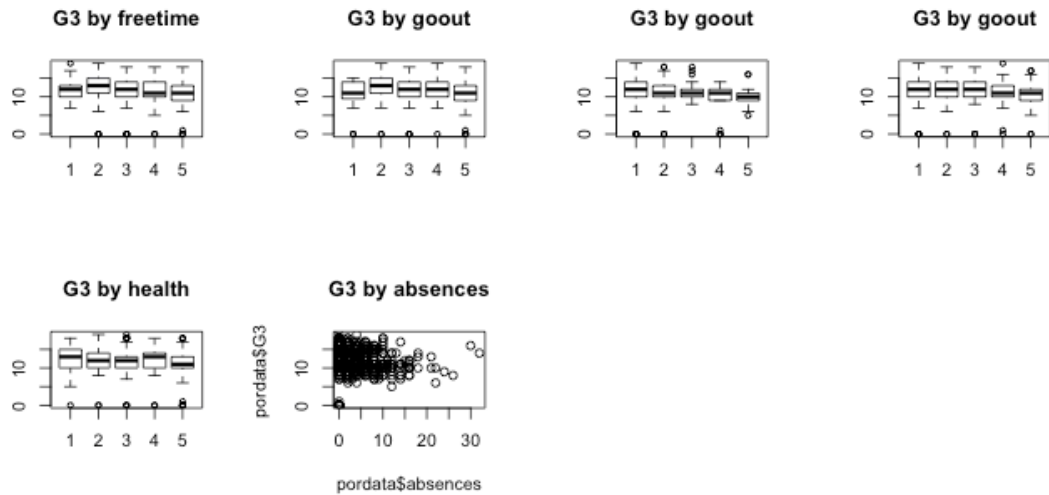 G3 by freetime
G3 by goout
G3 by goout
G3 by goout
0 10
1 2 3 4 5
0 10
1 2 3 4 5
0 10
1 2 3 4 5
0 10
1 2 3 4 5
G3 by health
G3 by absences
0 10
1 2 3 4 5
pordata$G3
0 10
0 10 20 30
pordata$absences